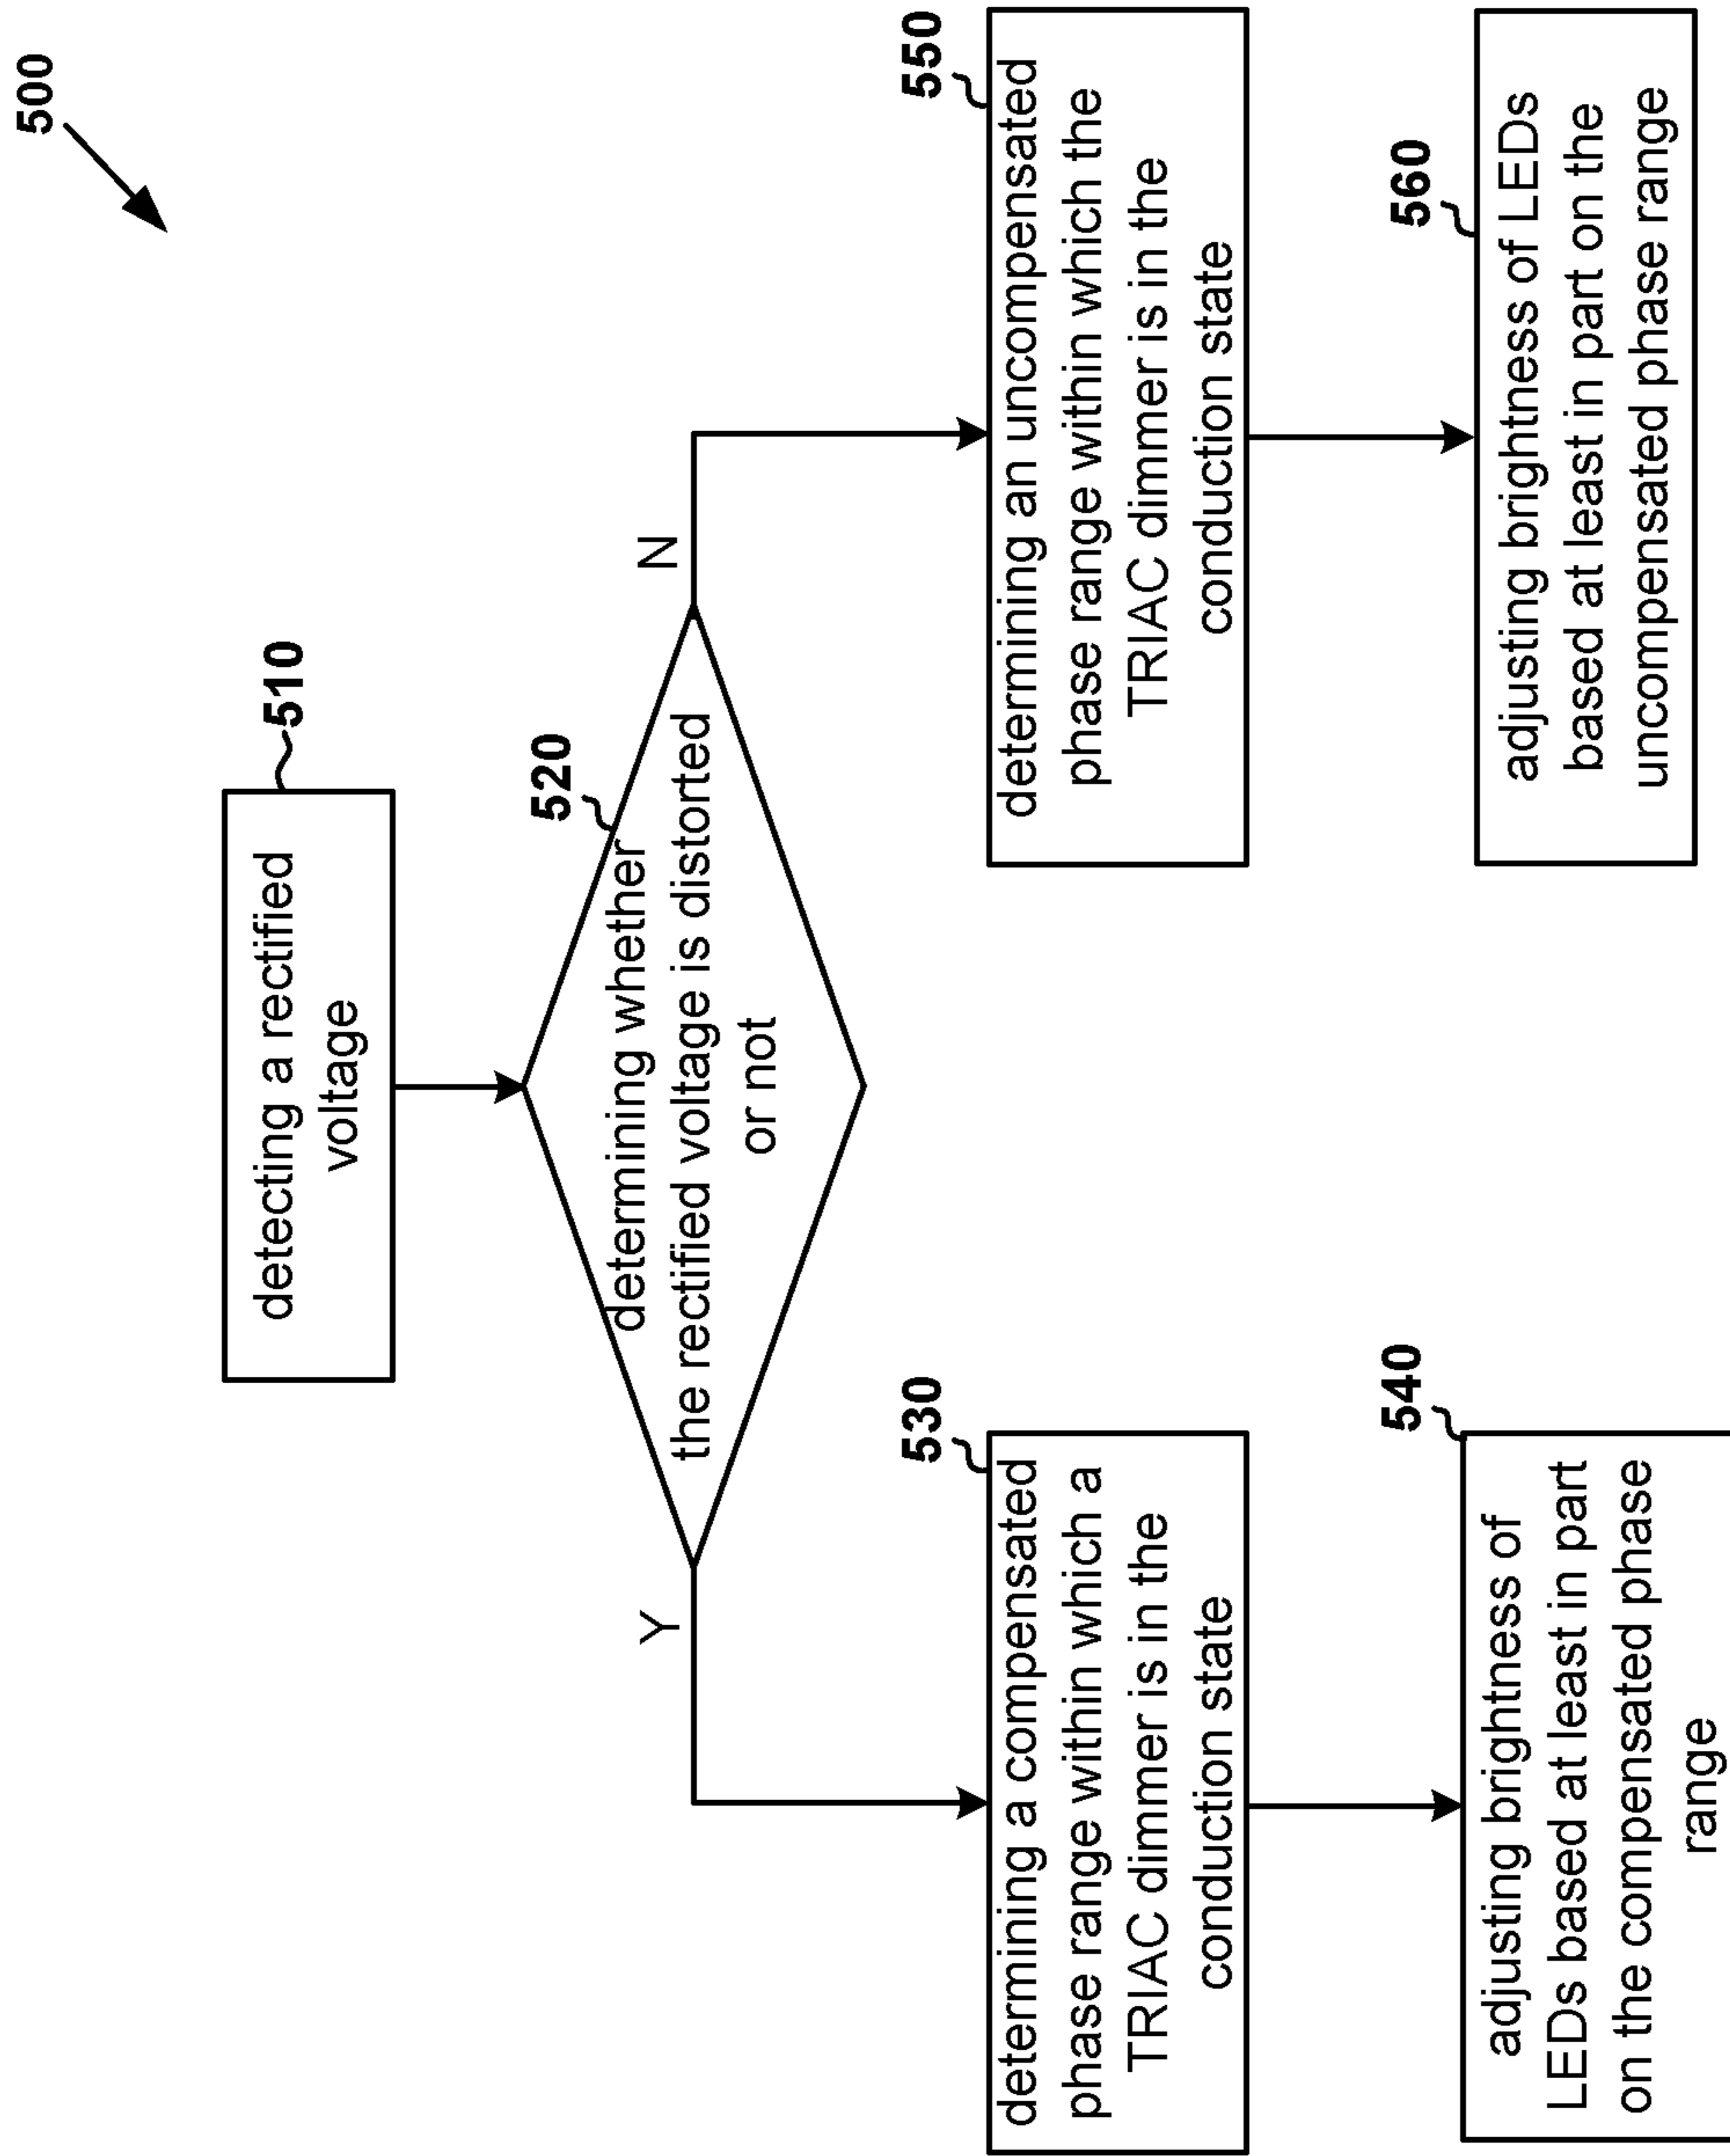 500
510
detecting a rectified
voltage
520
determining whether
the rectified voltage is distorted
or not
Y
N
530
determining a compensated
phase range within which a
TRIAC dimmer is in the
conduction state
540
adjusting brightness of
LEDs based at least in part
on the compensated phase
range
550
determining an uncompensated
phase range within which the
TRIAC dimmer is in the
conduction state
560
adjusting brightness of LEDs
based at least in part on the
uncompensated phase range